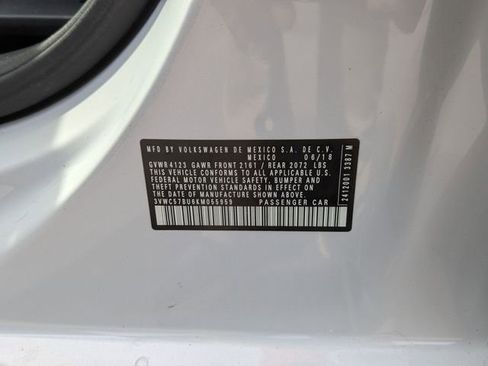 MFD BY VOLKSWAGEN DE MEXICO S.A. DE C.V.
MEXICO 06/18
GVWR 4123 GAWR FRONT 2161 / REAR 2072 LBS
THIS VEHICLE CONFORMS TO ALL APPLICABLE U.S.
FEDERAL MOTOR VEHICLE SAFETY, BUMPER AND
THEFT PREVENTION STANDARDS IN EFFECT ON
THE DATE OF MANUFACTURE SHOWN ABOVE.
3VWC57BU6KM055959 PASSENGER CAR
2412001 3387 M